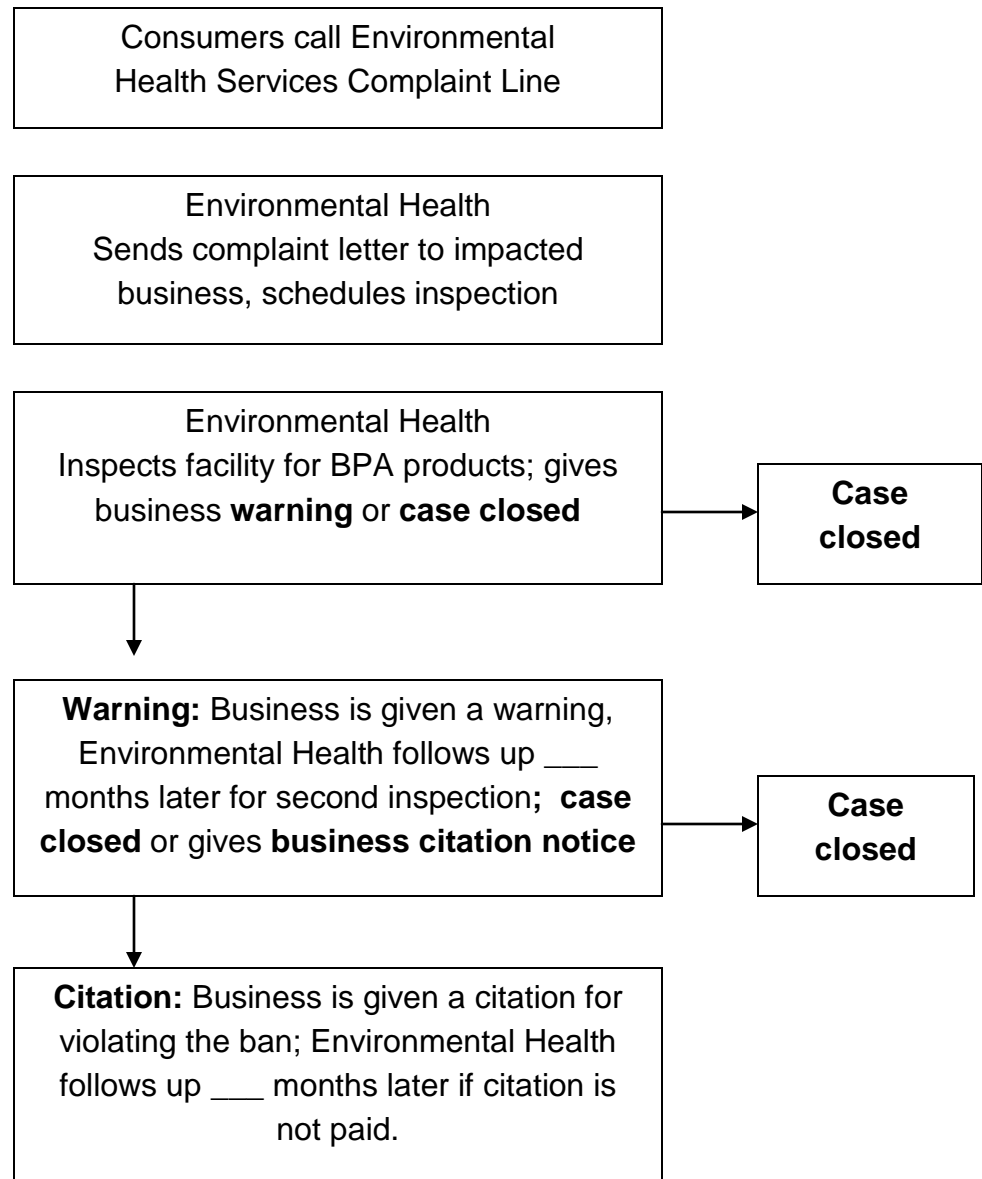 Consumers call Environmental
Health Services Complaint Line
Environmental Health
Sends complaint letter to impacted
business, schedules inspection
Environmental Health
Inspects facility for BPA products; gives
business warning or case closed
Case
closed
Warning: Business is given a warning,
Environmental Health follows up ___
months later for second inspection; case
closed or gives business citation notice
Case
closed
Citation: Business is given a citation for
violating the ban; Environmental Health
follows up ___ months later if citation is
not paid.